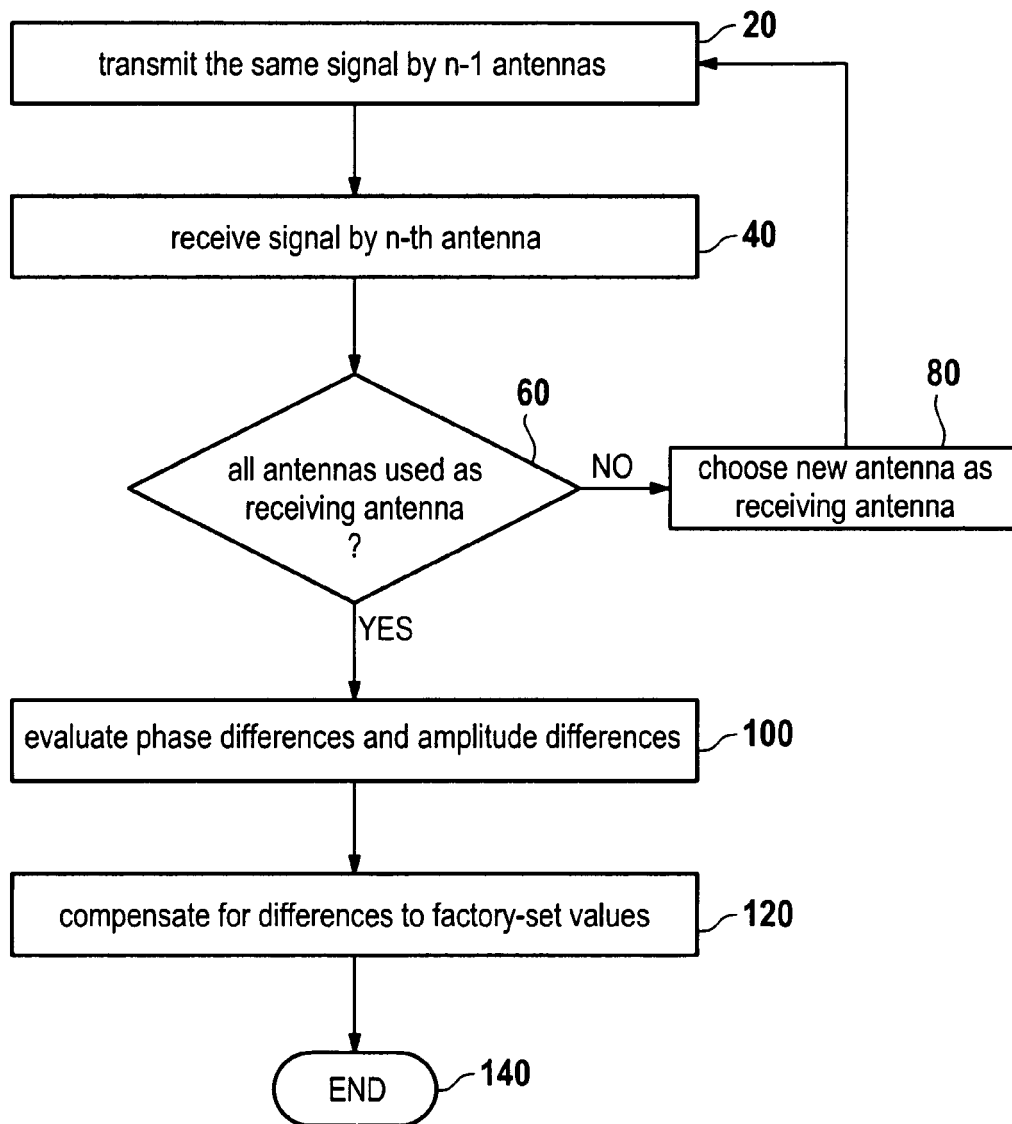 20
transmit the same signal by n-1 antennas
receive signal by n-th antenna
40
60
all antennas used as
receiving antenna
?
NO
80
choose new antenna as
receiving antenna
YES
evaluate phase differences and amplitude differences
100
compensate for differences to factory-set values
120
END
140